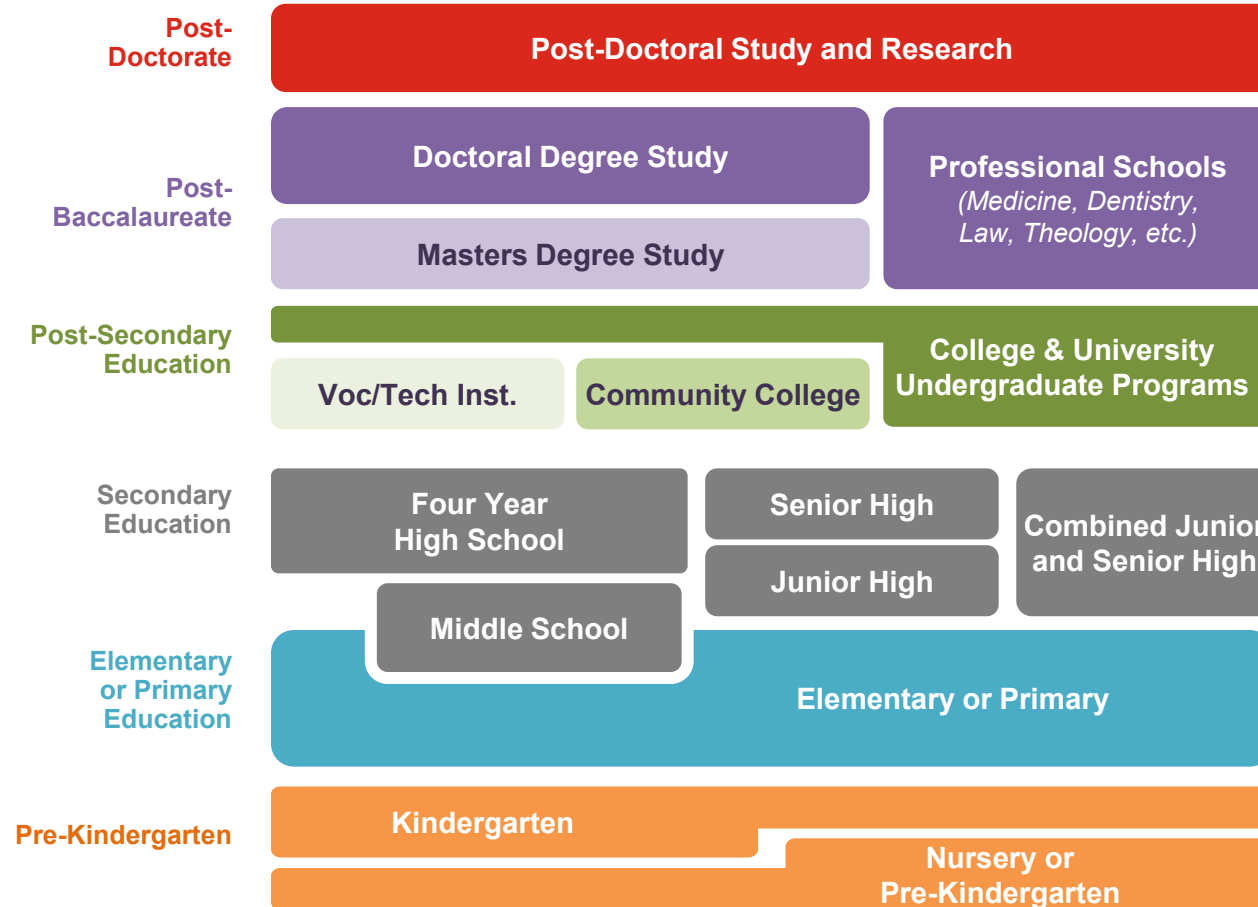 Post-
Doctorate
Post-Doctoral Study and Research
Post-
Baccalaureate
Doctoral Degree Study
Masters Degree Study
Professional Schools
(Medicine, Dentistry,
Law, Theology, etc.)
Post-Secondary
Education
Voc/Tech Inst.
Community College
College & University
Undergraduate Programs
Secondary
Education
Four Year
High School
Middle School
Senior High
Junior High
Combined Junior
and Senior High
Elementary
or Primary
Education
Elementary or Primary
Pre-Kindergarten
Kindergarten
Nursery or
Pre-Kindergarten